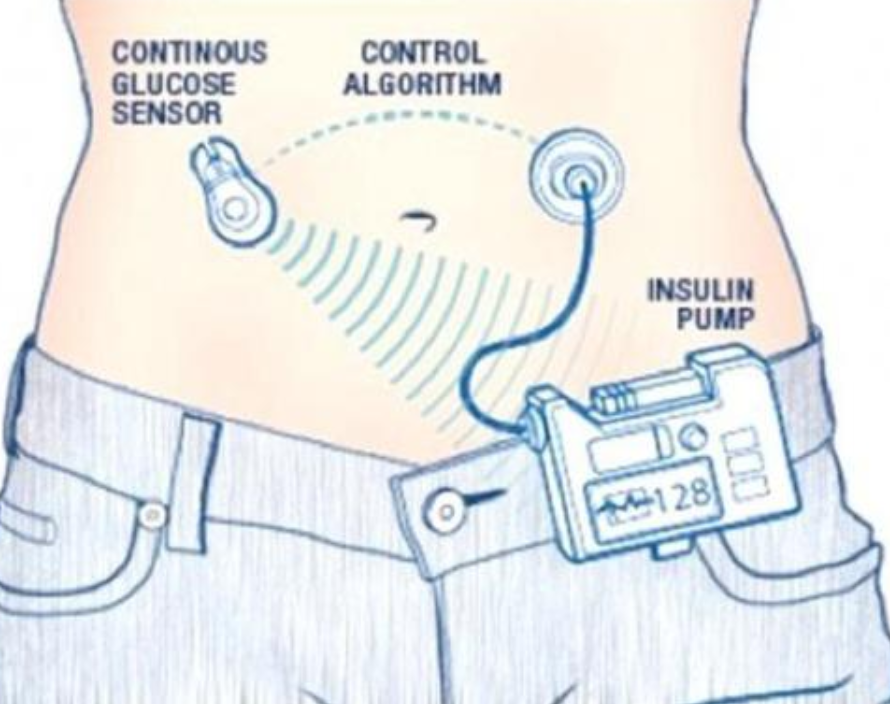 CONTINOUS
GLUCOSE
SENSOR
CONTROL
ALGORITHM
INSULIN
PUMP
128